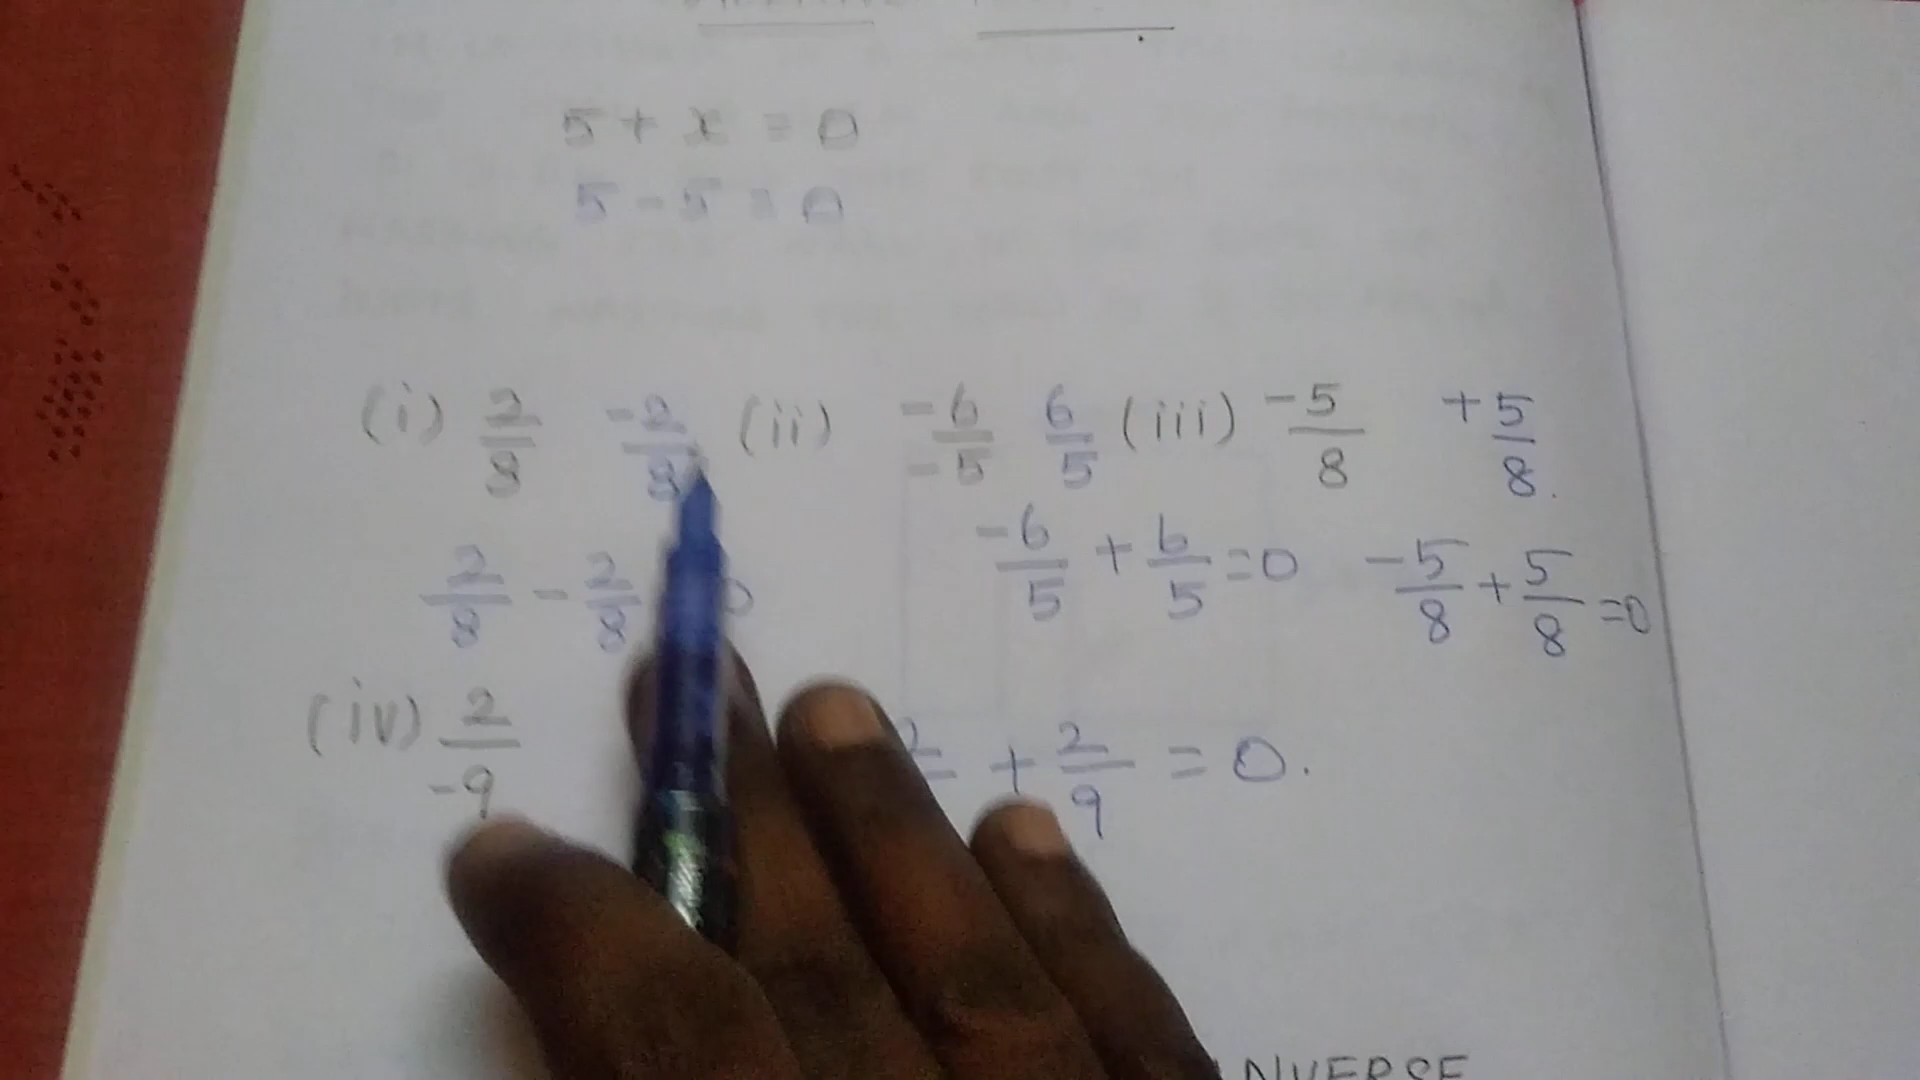 5 + x = 0
5 - 5 = 0
(i) 2/8 -2/8 (ii) -6/-5 6/5 (iii) -5/8 +5/8.
2/8 - 2/8 0 -6/5 + 6/5 = 0 -5/8 + 5/8 = 0
(iv) 2/-9 2 + 2/9 = 0.